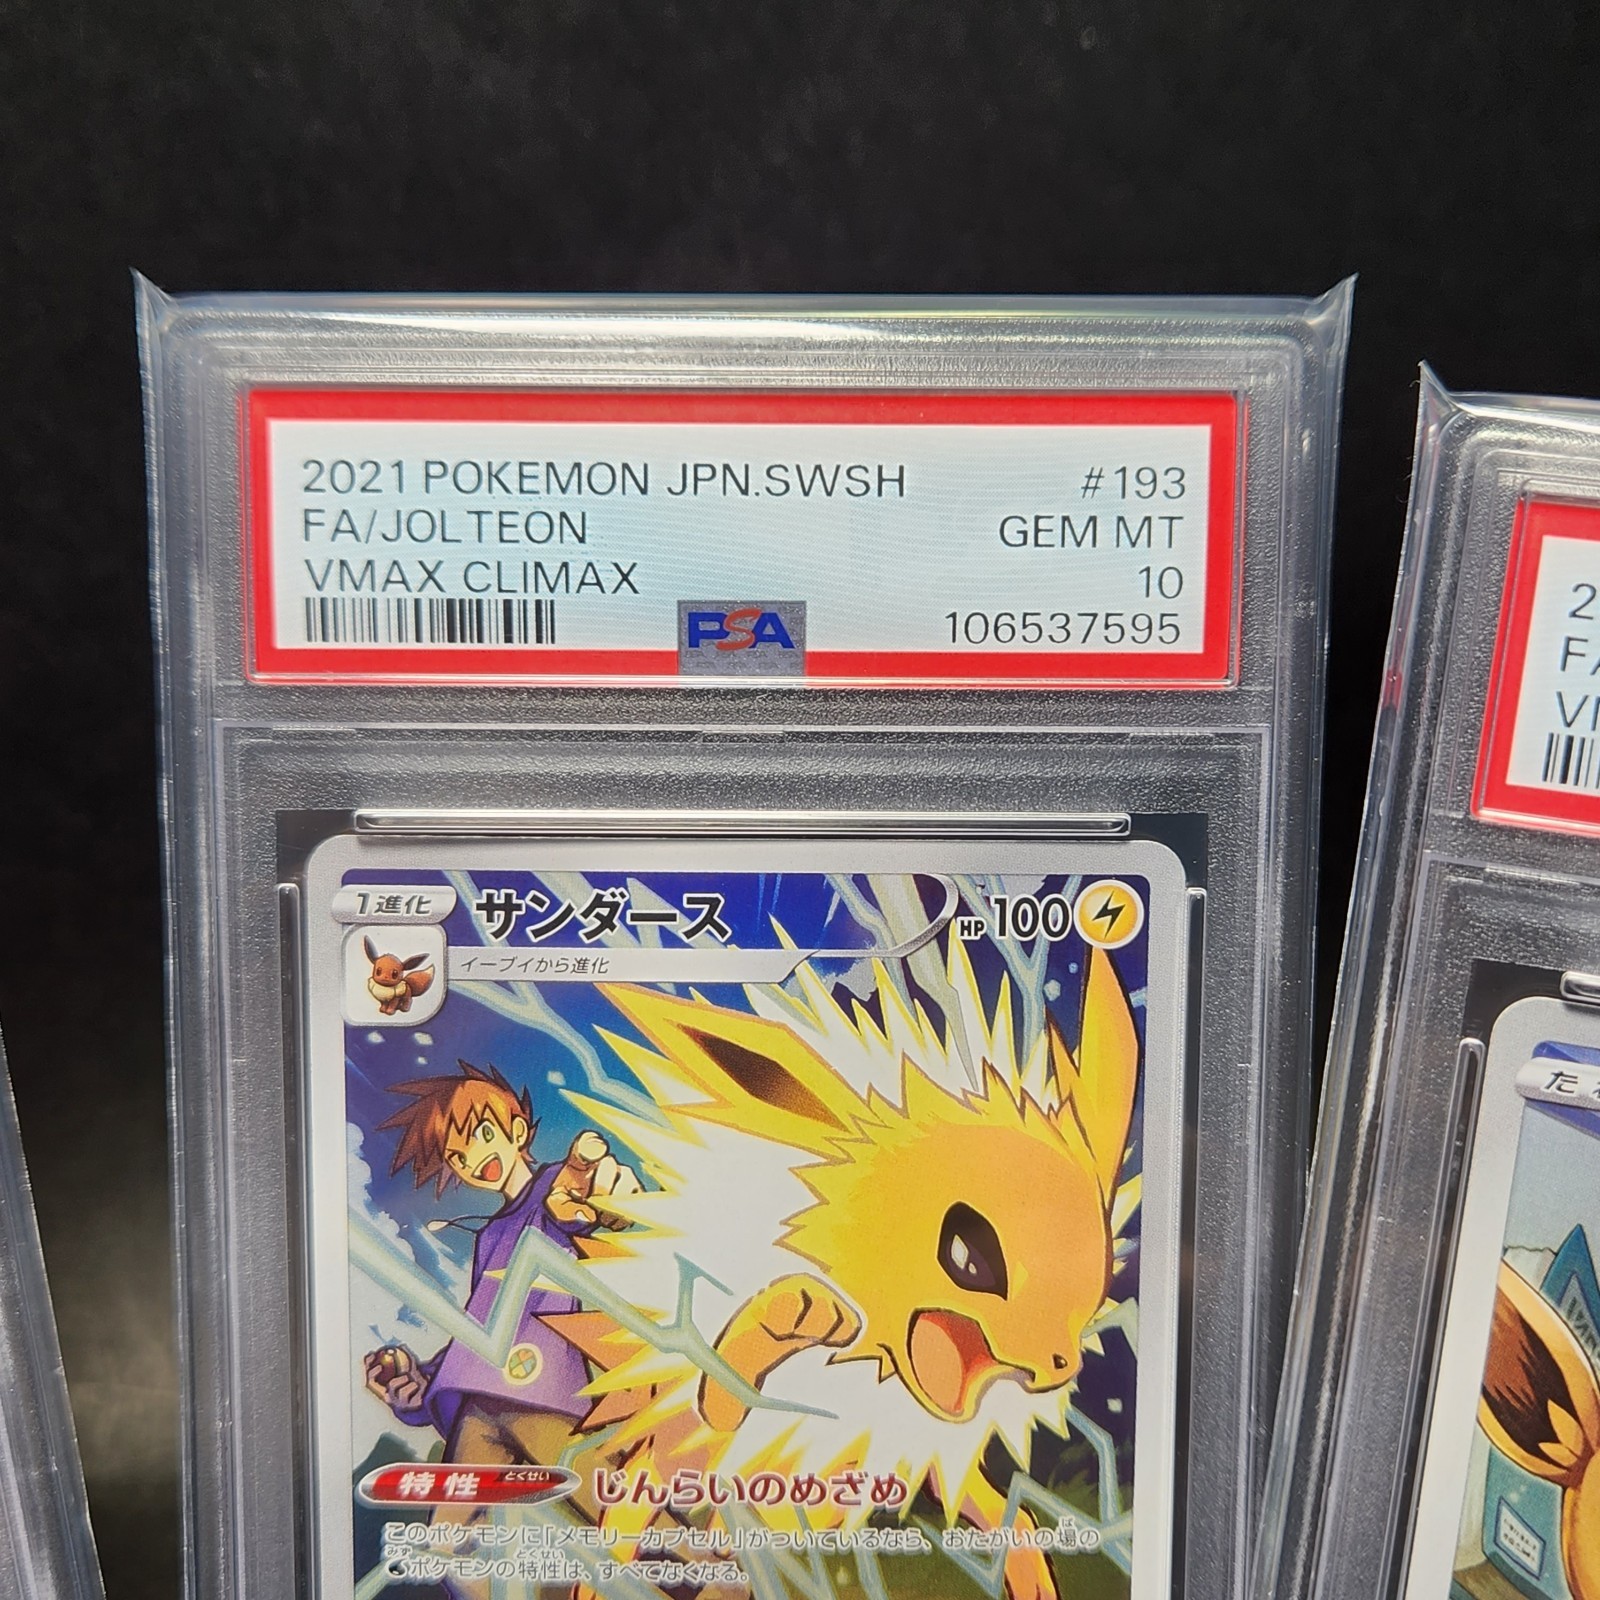 2021 POKEMON JPN.SWSH #193
FA/JOLTEON GEM MT
VMAX CLIMAX 10
PSA 106537595
1進化 サンダース HP 100
イーブイから進化
特性 とくせい じんらいのめざめ
このポケモンに「メモリーカプセル」がついているなら、おたがいの場の
ポケモンの特性は、すべてなくなる。